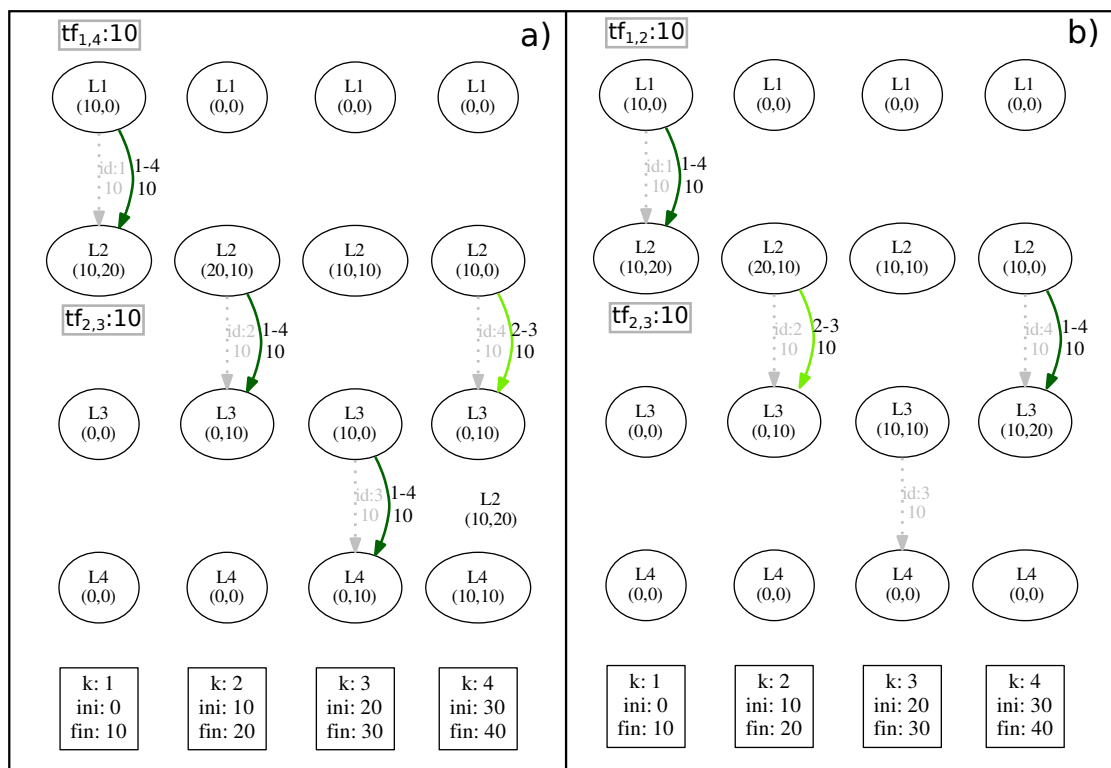 tf1,4:10
a)
L1
(10,0)
L1
(0,0)
L1
(0,0)
L1
(0,0)
id:1
10
1-4
10
L2
(10,20)
L2
(20,10)
L2
(10,10)
L2
(10,0)
tf2,3:10
id:2
10
1-4
10
id:4
10
2-3
10
L3
(0,0)
L3
(0,10)
L3
(10,0)
L3
(0,10)
id:3
10
1-4
10
L2
(10,20)
L4
(0,0)
L4
(0,0)
L4
(0,10)
L4
(10,10)
k: 1
ini: 0
fin: 10
k: 2
ini: 10
fin: 20
k: 3
ini: 20
fin: 30
k: 4
ini: 30
fin: 40
tf1,2:10
b)
L1
(10,0)
L1
(0,0)
L1
(0,0)
L1
(0,0)
id:1
10
1-4
10
L2
(10,20)
L2
(20,10)
L2
(10,10)
L2
(10,0)
tf2,3:10
id:2
10
2-3
10
id:4
10
1-4
10
L3
(0,0)
L3
(0,10)
L3
(10,10)
L3
(10,20)
id:3
10
L4
(0,0)
L4
(0,0)
L4
(0,0)
L4
(0,0)
k: 1
ini: 0
fin: 10
k: 2
ini: 10
fin: 20
k: 3
ini: 20
fin: 30
k: 4
ini: 30
fin: 40